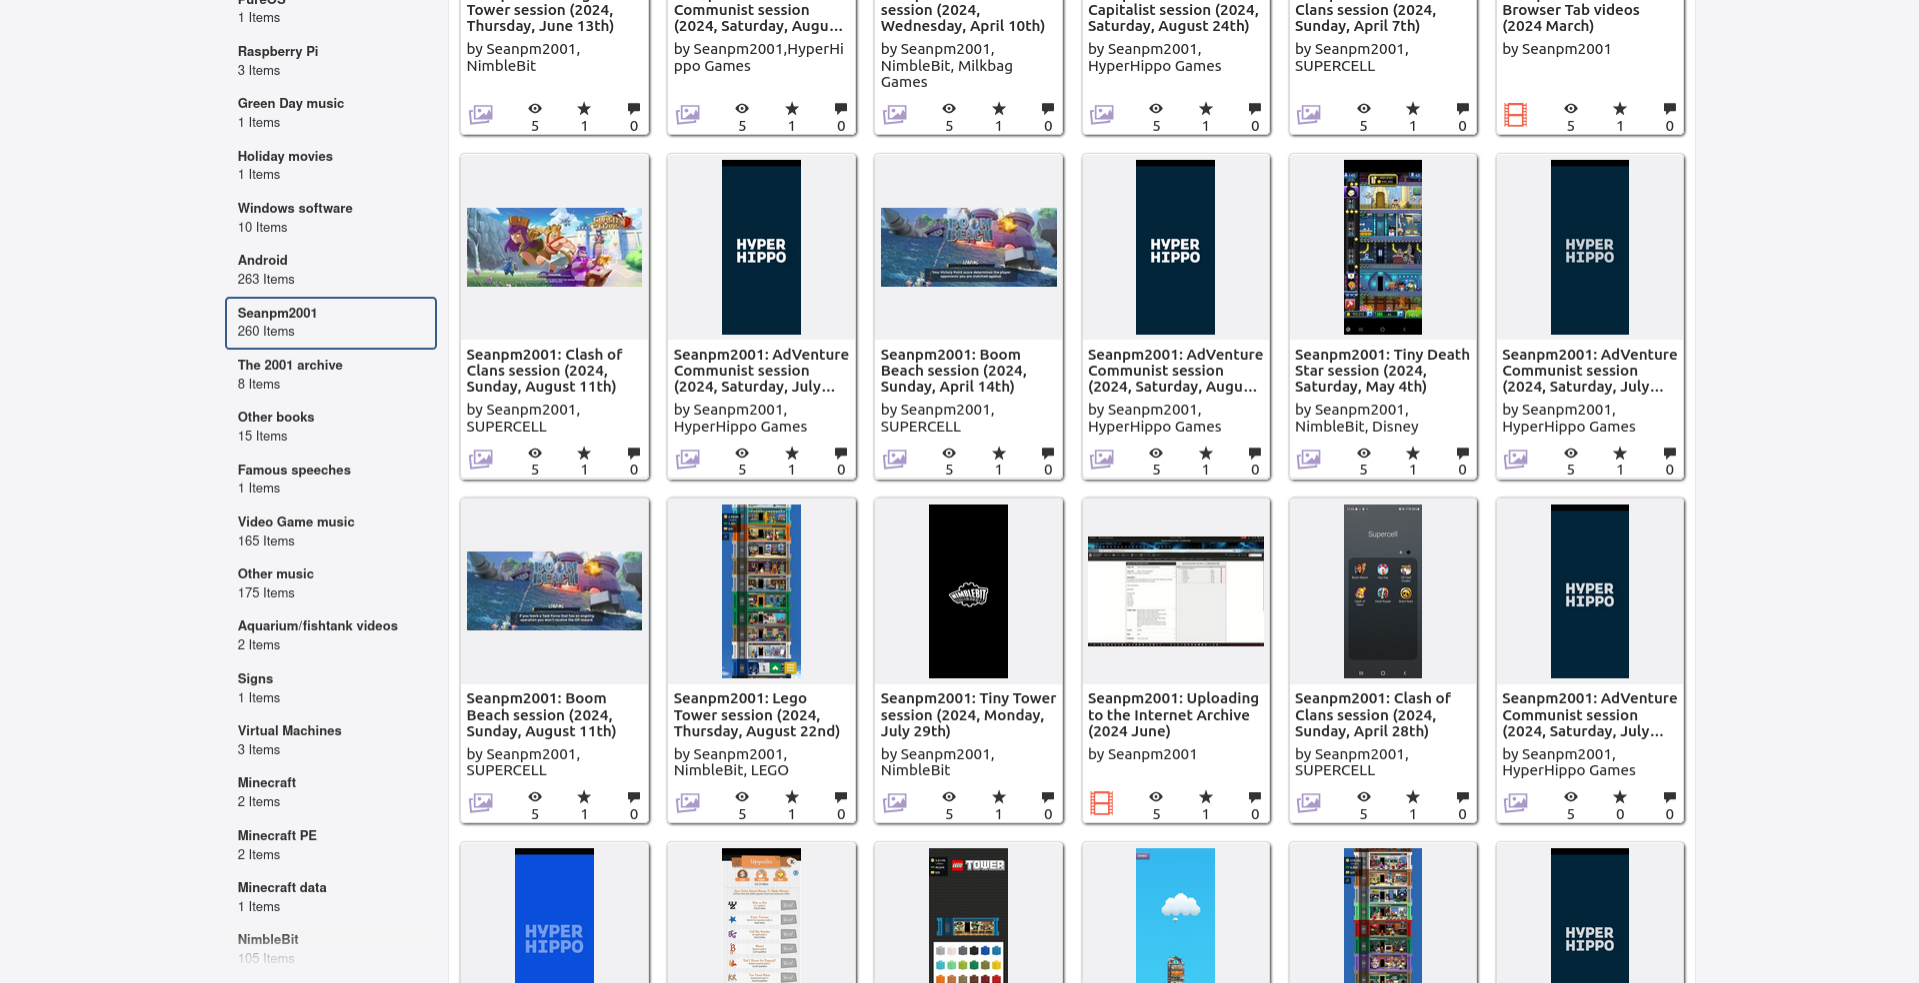 PureOS
1 Items
Raspberry Pi
3 Items
Green Day music
1 Items
Holiday movies
1 Items
Windows software
10 Items
Android
263 Items
Seanpm2001
260 Items
The 2001 archive
8 Items
Other books
15 Items
Famous speeches
1 Items
Video Game music
165 Items
Other music
175 Items
Aquarium/fishtank videos
2 Items
Signs
1 Items
Virtual Machines
3 Items
Minecraft
2 Items
Minecraft PE
2 Items
Minecraft data
1 Items
NimbleBit
105 Items
Tower session (2024,
Thursday, June 13th)
by Seanpm2001,
NimbleBit
5 1 0
Communist session
(2024, Saturday, Augu...
by Seanpm2001,HyperHi
ppo Games
5 1 0
session (2024,
Wednesday, April 10th)
by Seanpm2001,
NimbleBit, Milkbag
Games
5 1 0
Capitalist session (2024,
Saturday, August 24th)
by Seanpm2001,
HyperHippo Games
5 1 0
Clans session (2024,
Sunday, April 7th)
by Seanpm2001,
SUPERCELL
5 1 0
Browser Tab videos
(2024 March)
by Seanpm2001
5 1 0
Seanpm2001: Clash of
Clans session (2024,
Sunday, August 11th)
by Seanpm2001,
SUPERCELL
5 1 0
HYPER
HIPPO
Seanpm2001: AdVenture
Communist session
(2024, Saturday, July...
by Seanpm2001,
HyperHippo Games
5 1 0
BOOM
BEACH
Seanpm2001: Boom
Beach session (2024,
Sunday, April 14th)
by Seanpm2001,
SUPERCELL
5 1 0
HYPER
HIPPO
Seanpm2001: AdVenture
Communist session
(2024, Saturday, Augu...
by Seanpm2001,
HyperHippo Games
5 1 0
Seanpm2001: Tiny Death
Star session (2024,
Saturday, May 4th)
by Seanpm2001,
NimbleBit, Disney
5 1 0
HYPER
HIPPO
Seanpm2001: AdVenture
Communist session
(2024, Saturday, July...
by Seanpm2001,
HyperHippo Games
5 1 0
BOOM
BEACH
Seanpm2001: Boom
Beach session (2024,
Sunday, August 11th)
by Seanpm2001,
SUPERCELL
5 1 0
Seanpm2001: Lego
Tower session (2024,
Thursday, August 22nd)
by Seanpm2001,
NimbleBit, LEGO
5 1 0
NIMBLEBIT
Seanpm2001: Tiny Tower
session (2024, Monday,
July 29th)
by Seanpm2001,
NimbleBit
5 1 0
Seanpm2001: Uploading
to the Internet Archive
(2024 June)
by Seanpm2001
5 1 0
Supercell
Seanpm2001: Clash of
Clans session (2024,
Sunday, April 28th)
by Seanpm2001,
SUPERCELL
5 1 0
HYPER
HIPPO
Seanpm2001: AdVenture
Communist session
(2024, Saturday, July...
by Seanpm2001,
HyperHippo Games
5 0 0
HYPER
HIPPO
Upgrades
LEGO TOWER
HYPER
HIPPO